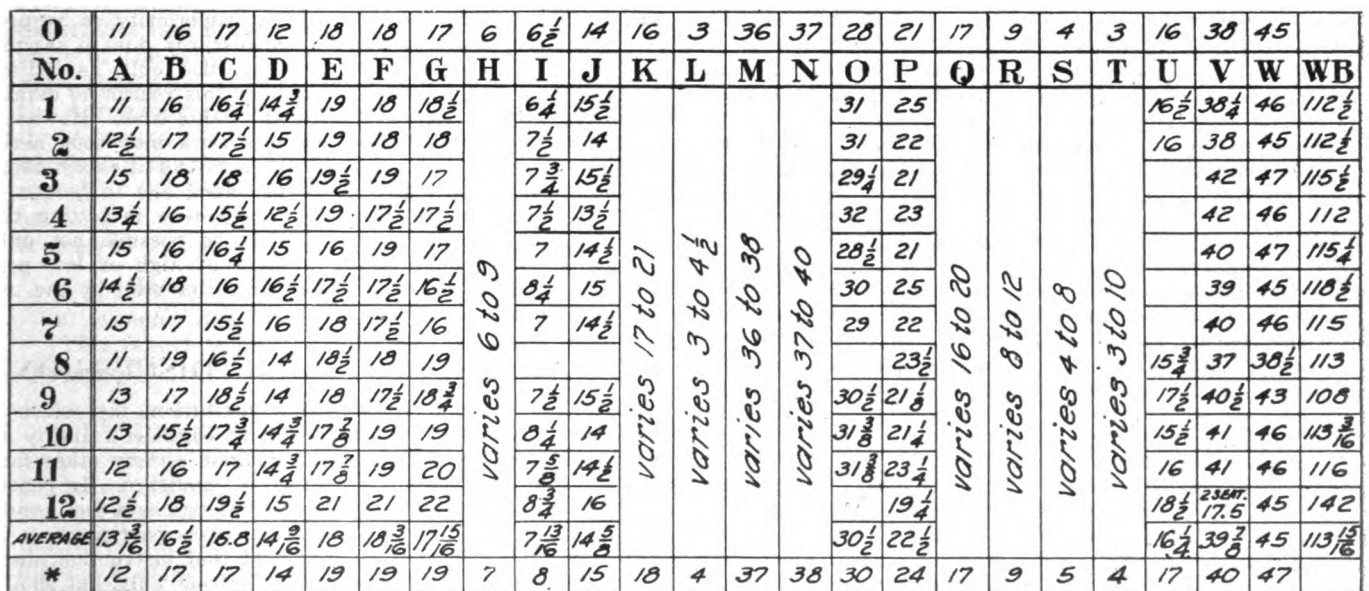 0 11 16 17 12 18 18 17 6 6½ 14 16 3 36 37 28 21 17 9 4 3 16 38 45
No. A B C D E F G H I J K L M N O P Q R S T U V W WB
1 11 16 16¼ 14¾ 19 18 18½ 6¼ 15½ 31 25 16½ 38¼ 46 112½
2 12½ 17 17½ 15 19 18 18 7½ 14 31 22 16 38 45 112½
3 15 18 18 16 19½ 19 17 7¾ 15½ 29¼ 21 42 47 115½
4 13¼ 16 15½ 12½ 19 17½ 17½ 7½ 13½ 32 23 42 46 112
5 15 16 16¼ 15 16 19 17 7 14½ 28½ 21 40 47 115¼
6 14½ 18 16 16½ 17½ 17½ 16½ 8¼ 15 30 25 39 45 118½
7 15 17 15½ 16 18 17½ 16 7 14½ 29 22 40 46 115
8 11 19 16½ 14 18½ 18 19 23½ 15¾ 37 38½ 113
9 13 17 18½ 14 18 17½ 18¾ 7½ 15½ 30½ 21⅛ 17½ 40½ 43 108
10 13 15½ 17¾ 14¾ 17⅞ 19 19 8¼ 14 31⅜ 21¼ 15½ 41 46 113 3/16
11 12 16 17 14¾ 17⅞ 19 20 7⅝ 14½ 31⅜ 23¼ 16 41 46 116
12 12½ 18 19½ 15 21 21 22 8¾ 16 19¼ 18½ 2 SEAT. 17.5 45 142
AVERAGE 13 3/16 16½ 16.8 14 9/16 18 18 3/16 17 15/16 7 13/16 14⅝ 30½ 22½ 16¼ 39⅞ 45 113 15/16
* 12 17 17 14 19 19 19 7 8 15 18 4 37 38 30 24 17 9 5 4 17 40 47
varies 6 to 9
varies 17 to 21
varies 3 to 4½
varies 36 to 38
varies 37 to 40
varies 16 to 20
varies 8 to 12
varies 4 to 8
varies 3 to 10